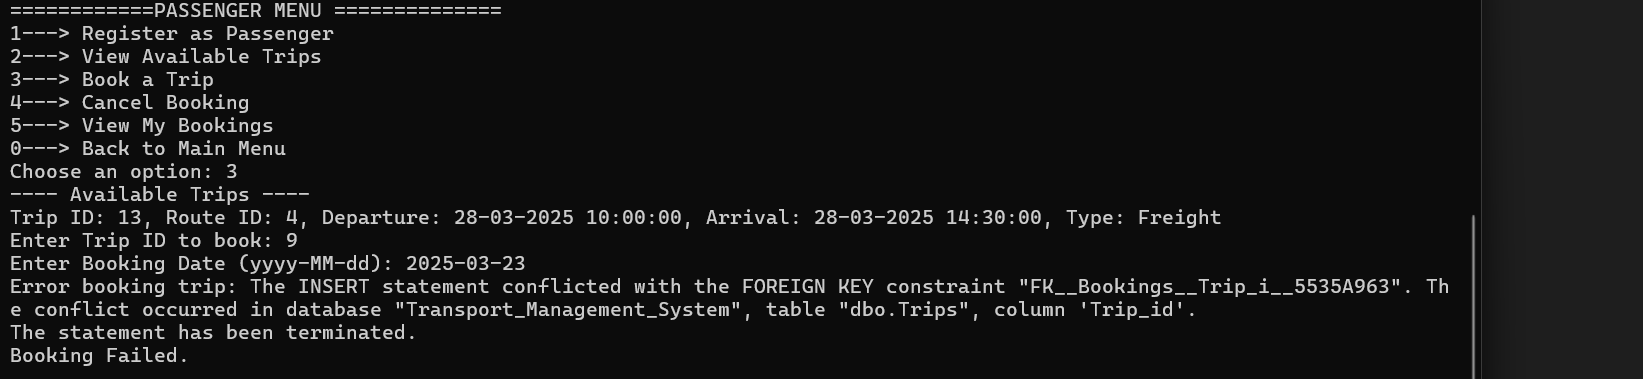 ============PASSENGER MENU ==============
1---> Register as Passenger
2---> View Available Trips
3---> Book a Trip
4---> Cancel Booking
5---> View My Bookings
0---> Back to Main Menu
Choose an option: 3
---- Available Trips ----
Trip ID: 13, Route ID: 4, Departure: 28-03-2025 10:00:00, Arrival: 28-03-2025 14:30:00, Type: Freight
Enter Trip ID to book: 9
Enter Booking Date (yyyy-MM-dd): 2025-03-23
Error booking trip: The INSERT statement conflicted with the FOREIGN KEY constraint "FK__Bookings__Trip_i__5535A963". Th
e conflict occurred in database "Transport_Management_System", table "dbo.Trips", column 'Trip_id'.
The statement has been terminated.
Booking Failed.